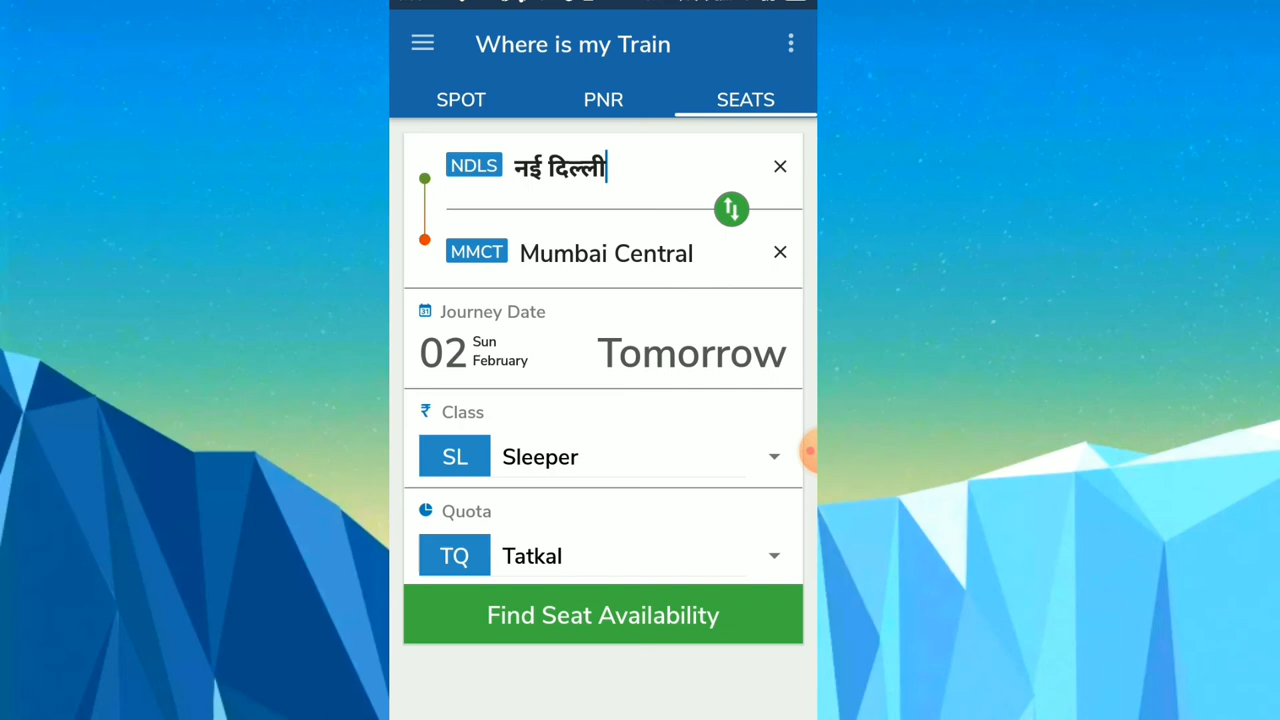 Where is my Train
SPOT PNR SEATS
NDLS नई दिल्ली
MMCT Mumbai Central
Journey Date
02 Sun February Tomorrow
Class
SL Sleeper
Quota
TQ Tatkal
Find Seat Availability